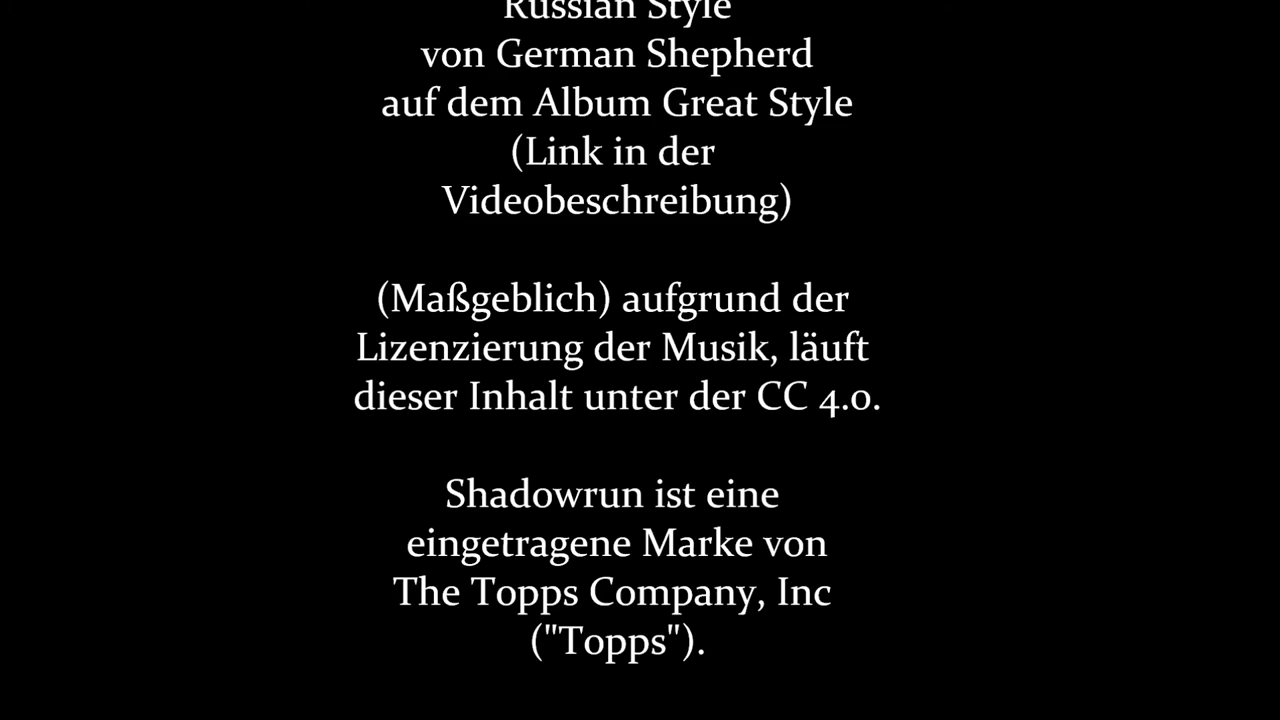 Russian Style
von German Shepherd
auf dem Album Great Style
(Link in der
Videobeschreibung)
(Maßgeblich) aufgrund der
Lizenzierung der Musik, läuft
dieser Inhalt unter der CC 4.0.
Shadowrun ist eine
eingetragene Marke von
The Topps Company, Inc
("Topps").